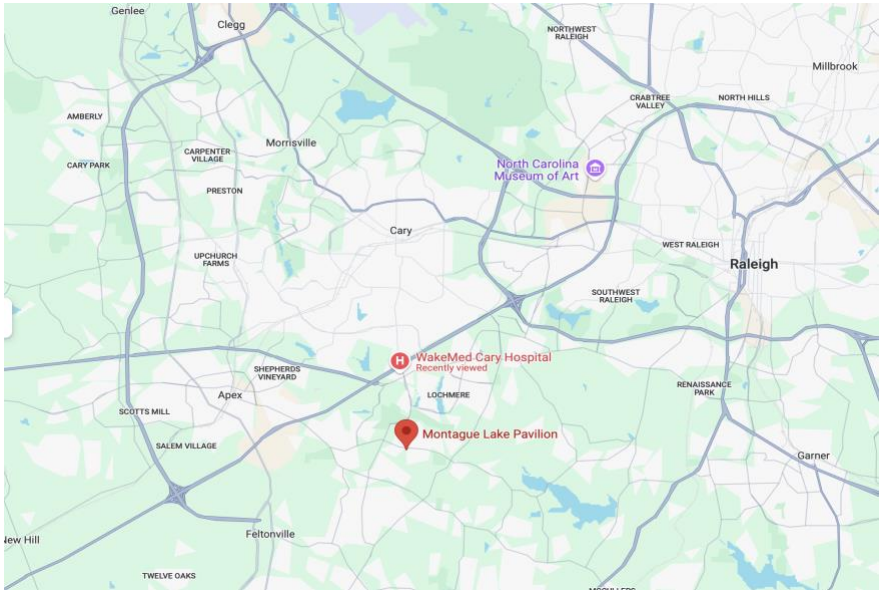 Genlee
Clegg
NORTHWEST
RALEIGH
Millbrook
CRABTREE
VALLEY
NORTH HILLS
AMBERLY
Morrisville
CARPENTER
VILLAGE
CARY PARK
North Carolina
Museum of Art
PRESTON
Cary
WEST RALEIGH
UPCHURCH
FARMS
Raleigh
SOUTHWEST
RALEIGH
H
WakeMed Cary Hospital
Recently viewed
SHEPHERDS
VINEYARD
Apex
LOCHMERE
RENAISSANCE
PARK
SCOTTS MILL
Montague Lake Pavilion
SALEM VILLAGE
Garner
New Hill
Feltonville
TWELVE OAKS